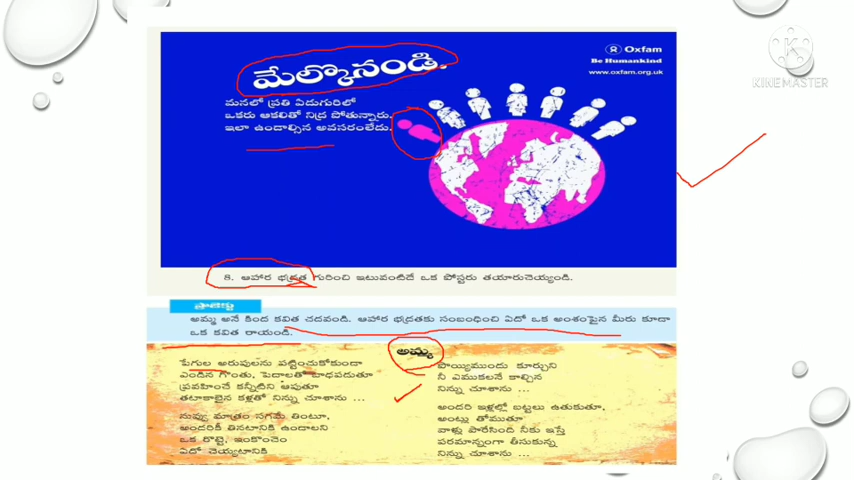 KINEMASTER
Oxfam
Be Humankind
www.oxfam.org.uk
మేల్కొనండి.
మనలో ప్రతి ఏడుగురిలో
ఒకరు ఆకలితో నిద్ర పోతున్నారు.
ఇలా ఉండాల్సిన అవసరంలేదు.
8. ఆహార భద్రత గురించి ఇటువంటిదే ఒక పోస్టరు తయారుచెయ్యండి.
ప్రాజెక్టు
అమ్మ అనే కింద కవిత చదవండి. ఆహార భద్రతకు సంబంధించి ఏదో ఒక అంశంపైన మీరు కూడా
ఒక కవిత రాయండి.
అమ్మ
పేగుల అరుపులను పట్టించుకోకుండా
ఎండిన గొంతు, పెదాలతో బాధపడుతూ
ప్రవహించే కన్నీటిని ఆపుతూ
తటాకాలైన కళ్లతో నిన్ను చూశాను ...
నువ్వు మాత్రం సగమే తింటూ,
అందరికీ తినటానికి ఉండాలని
ఒక రొట్టె, ఇంకొంచెం
ఏదో చెయ్యటానికి
పొయ్యిముందు కూర్చుని
నీ ఎముకలనే కాల్చిన
నిన్ను చూశాను ...
అందరి ఇళ్లల్లో బట్టలు ఉతుకుతూ,
అంట్లు తోముతూ
వాళ్లు పారేసింది నీకు ఇస్తే
పరమాన్నంగా తీసుకున్న
నిన్ను చూశాను ...